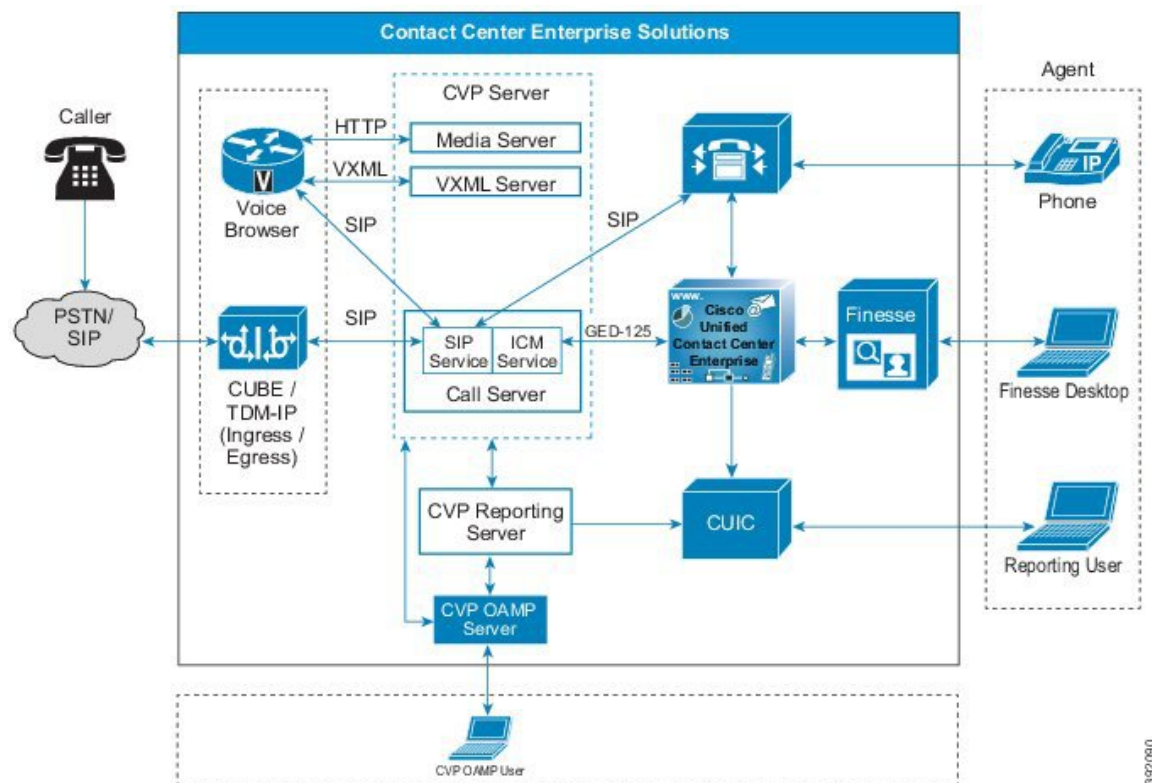 Contact Center Enterprise Solutions
Caller
PSTN/
SIP
HTTP
VXML
V
Voice
Browser
SIP
SIP
CUBE /
TDM-IP
(Ingress /
Egress)
CVP Server
Media Server
VXML Server
SIP
SIP
Service
ICM
Service
Call Server
GED-125
www.
Cisco
Unified
Contact Center
Enterprise
Finesse
CVP Reporting
Server
CUIC
CVP OAMP
Server
CVP OAMP User
Agent
IP
Phone
Finesse Desktop
Reporting User